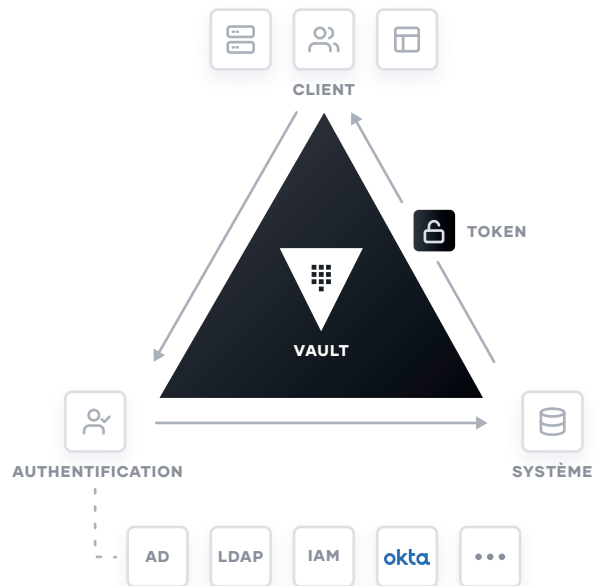 CLIENT
TOKEN
VAULT
AUTHENTIFICATION
SYSTÈME
AD
LDAP
IAM
okta
•••